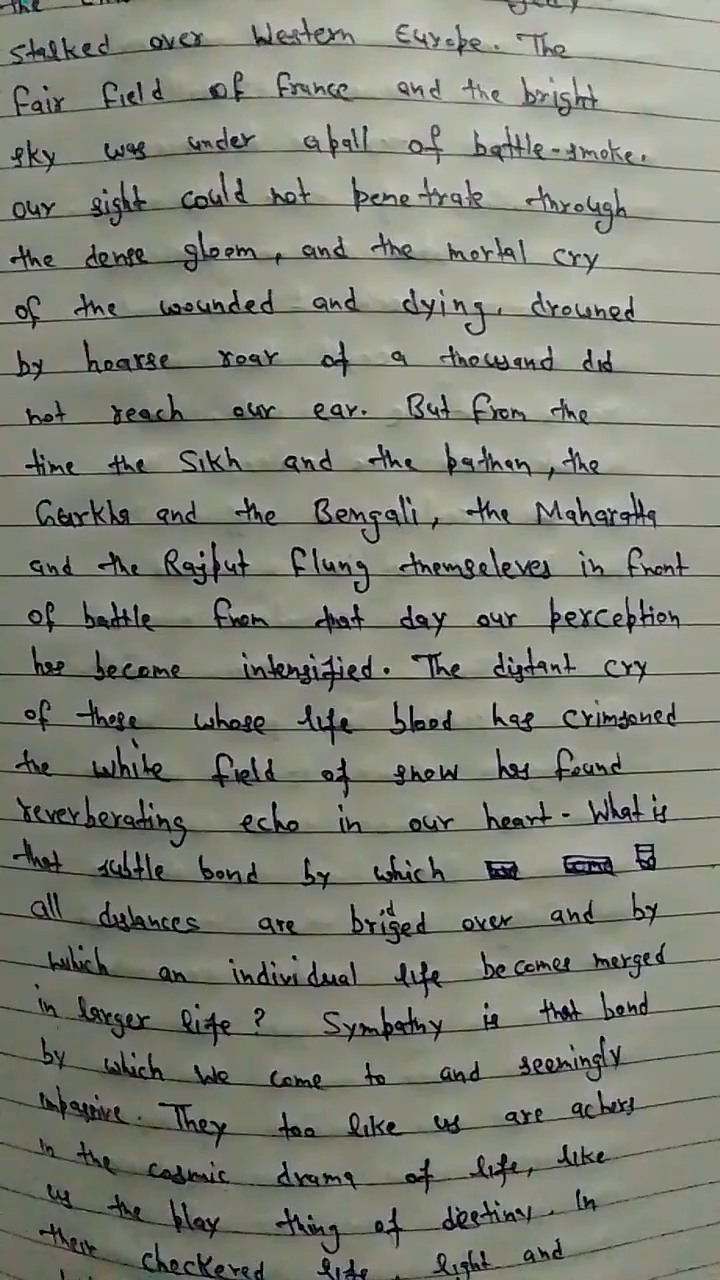 the
stalked over Western Europe. The
fair field of france and the bright
sky was under a pall of battle-smoke.
our sight could not penetrate through
the dense gloom, and the mortal cry
of the wounded and dying, drowned
by hoarse roar of a thousand did
not reach our ear. But from the
time the Sikh and the pathan, the
Gurkha and the Bengali, the Maharatta
and the Rajput flung themseleves in front
of battle from that day our perception
has become intensified. The distant cry
of those whose life blood has crimsoned
the white field of snow has found
reverberating echo in our heart. What is
that subtle bond by which
all distances are bridged over and by
which an individual life becomes merged
in larger life? Sympathy is that bond
by which we come to and seemingly
impassive. They too like us are
in the cosmic drama of life, like
us the play thing of destiny. In
their checkered life, light and